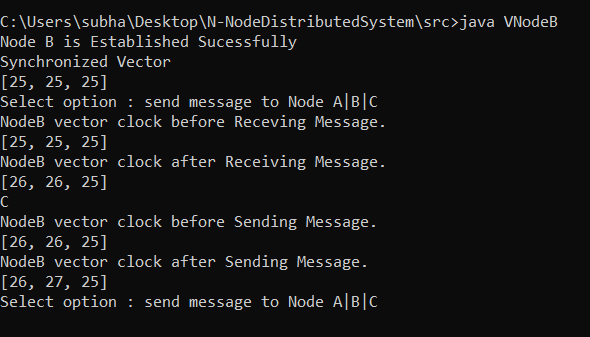 C:\Users\subha\Desktop\N-NodeDistributedSystem\src>java VNodeB
Node B is Established Sucessfully
Synchronized Vector
[25, 25, 25]
Select option : send message to Node A|B|C
NodeB vector clock before Receving Message.
[25, 25, 25]
NodeB vector clock after Receiving Message.
[26, 26, 25]
C
NodeB vector clock before Sending Message.
[26, 26, 25]
NodeB vector clock after Sending Message.
[26, 27, 25]
Select option : send message to Node A|B|C